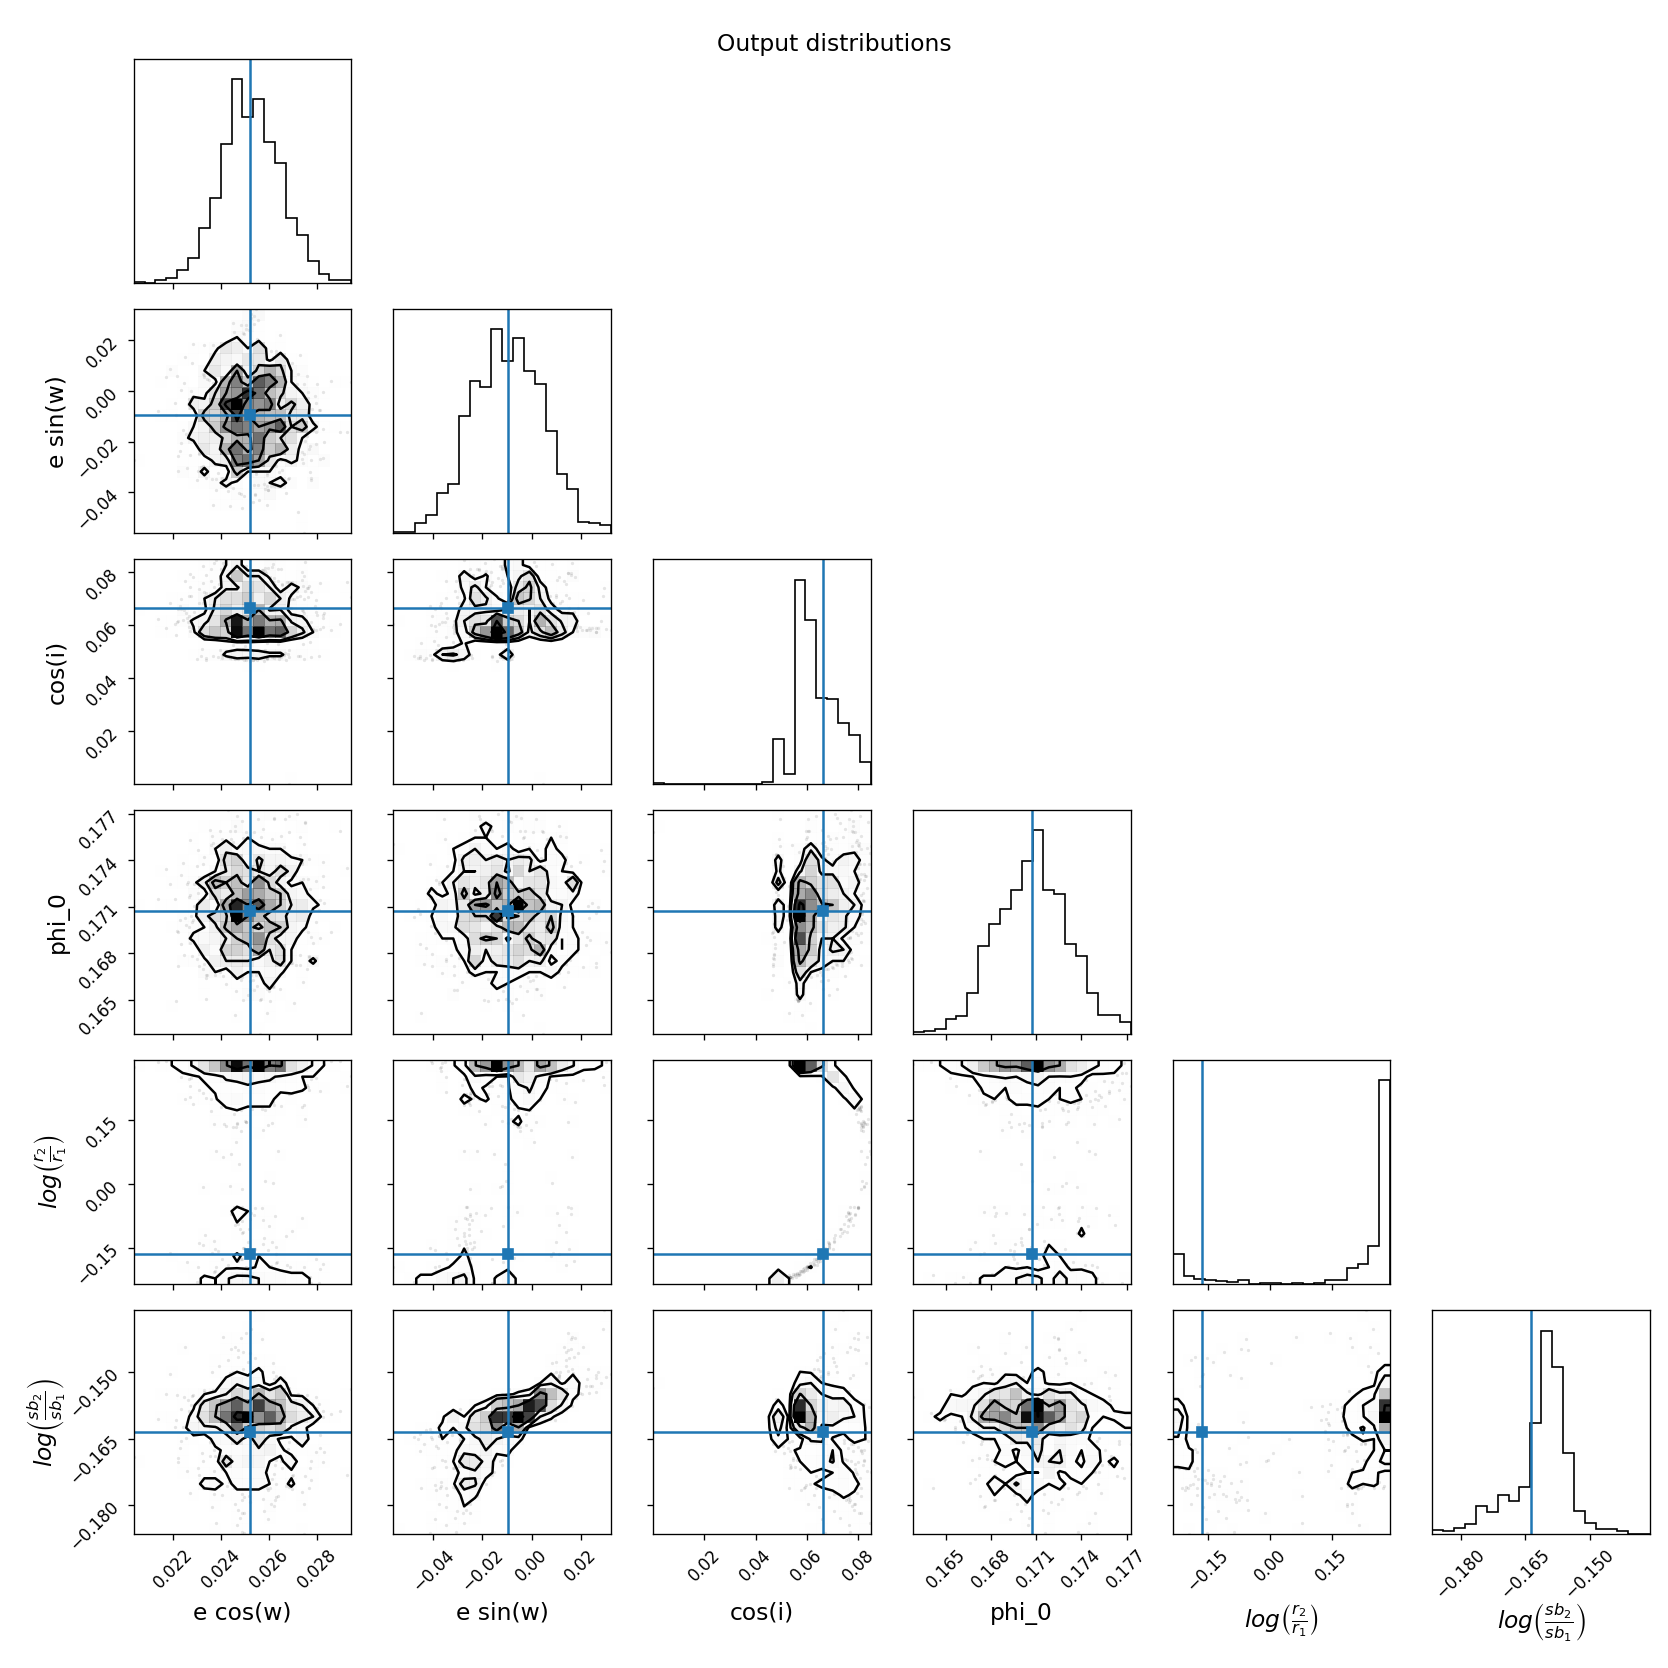 Output distributions
0.02
0.00
−0.02
−0.04
e sin(w)
0.08
0.06
0.04
0.02
cos(i)
0.177
0.174
0.171
0.168
0.165
phi_0
0.15
0.00
−0.15
log(r₂/r₁)
−0.150
−0.165
−0.180
log(sb₂/sb₁)
0.022 0.024 0.026 0.028 −0.04 −0.02 0.00 0.02 0.02 0.04 0.06 0.08 0.165 0.168 0.171 0.174 0.177 −0.15 0.00 0.15 −0.180 −0.165 −0.150
e cos(w) e sin(w) cos(i) phi_0 log(r₂/r₁) log(sb₂/sb₁)